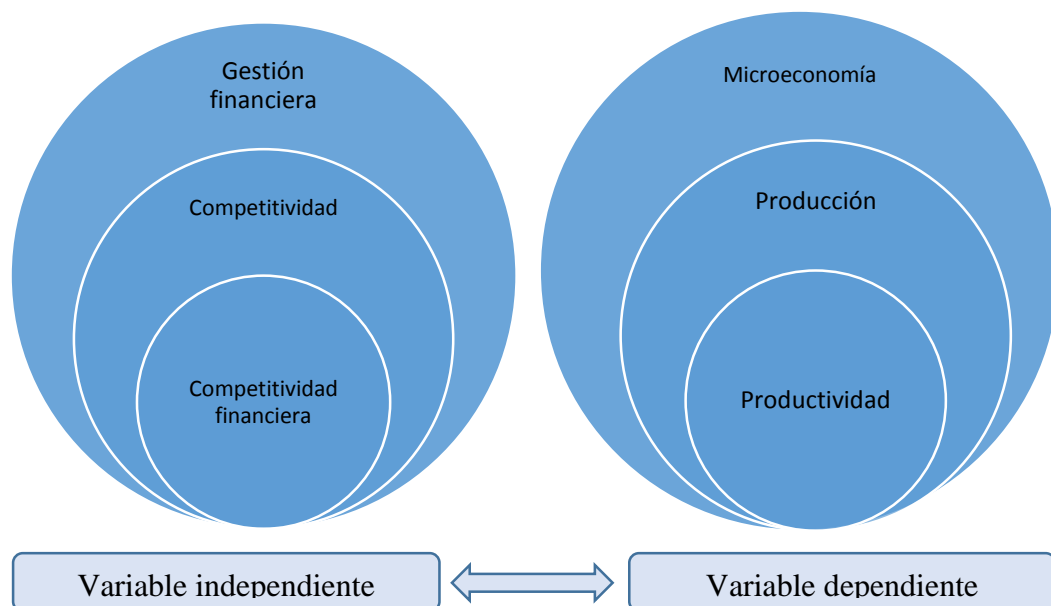 Gestión
financiera
Competitividad
Competitividad
financiera
Microeconomía
Producción
Productividad
Variable independiente
Variable dependiente